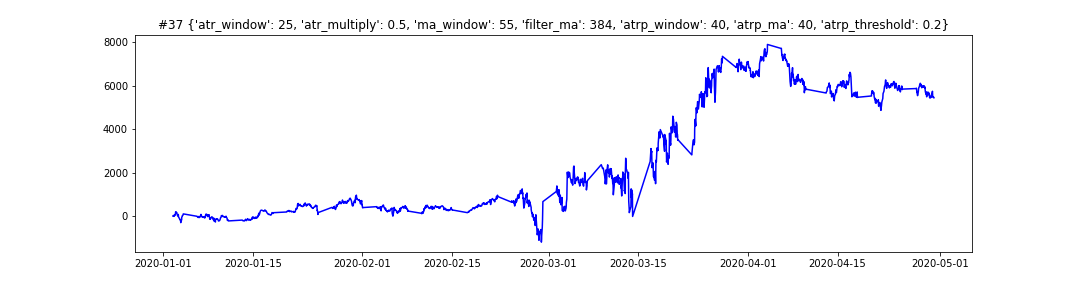 #37 {'atr_window': 25, 'atr_multiply': 0.5, 'ma_window': 55, 'filter_ma': 384, 'atrp_window': 40, 'atrp_ma': 40, 'atrp_threshold': 0.2}
8000
6000
4000
2000
0
2020-01-01 2020-01-15 2020-02-01 2020-02-15 2020-03-01 2020-03-15 2020-04-01 2020-04-15 2020-05-01